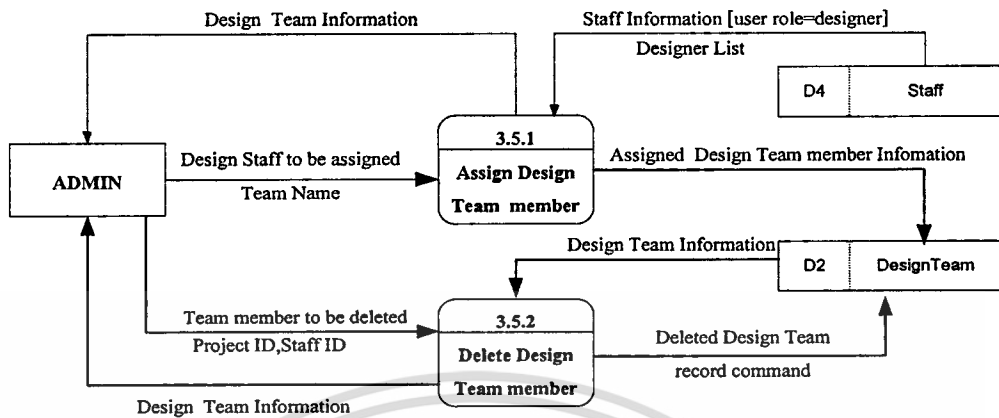 Design Team Information
Staff Information [user role=designer]
Designer List
D4 Staff
ADMIN
Design Staff to be assigned
Team Name
3.5.1
Assign Design
Team member
Assigned Design Team member Infomation
Design Team Information
D2 DesignTeam
Team member to be deleted
Project ID,Staff ID
3.5.2
Delete Design
Team member
Deleted Design Team
record command
Design Team Information